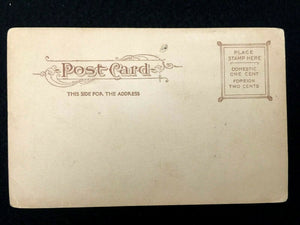 Post Card
THIS SIDE FOR THE ADDRESS
PLACE
STAMP HERE
DOMESTIC
ONE CENT
FOREIGN
TWO CENTS